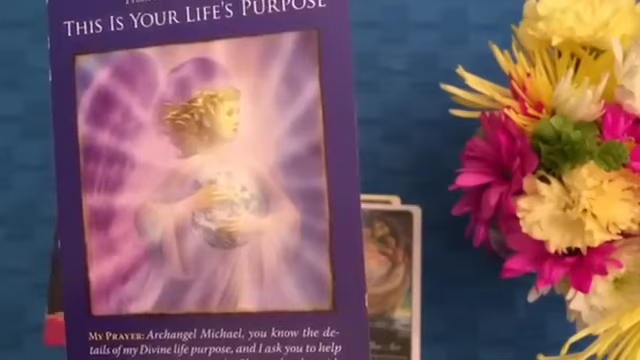 THIS IS YOUR LIFE'S PURPOSE
MY PRAYER: Archangel Michael, you know the de-
tails of my Divine life purpose, and I ask you to help